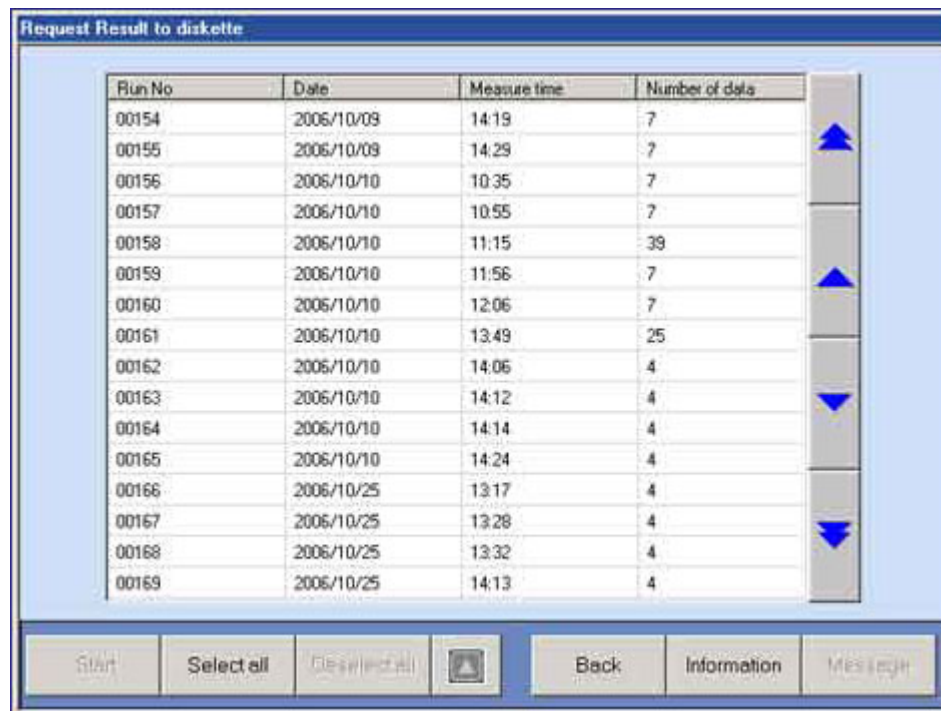 Request Result to diskette
Run No Date Measure time Number of data
00154 2006/10/09 14:19 7
00155 2006/10/09 14:29 7
00156 2006/10/10 10:35 7
00157 2006/10/10 10:55 7
00158 2006/10/10 11:15 39
00159 2006/10/10 11:56 7
00160 2006/10/10 12:06 7
00161 2006/10/10 13:49 25
00162 2006/10/10 14:06 4
00163 2006/10/10 14:12 4
00164 2006/10/10 14:14 4
00165 2006/10/10 14:24 4
00166 2006/10/25 13:17 4
00167 2006/10/25 13:28 4
00168 2006/10/25 13:32 4
00169 2006/10/25 14:13 4
Start Select all Deselect all Back Information Message